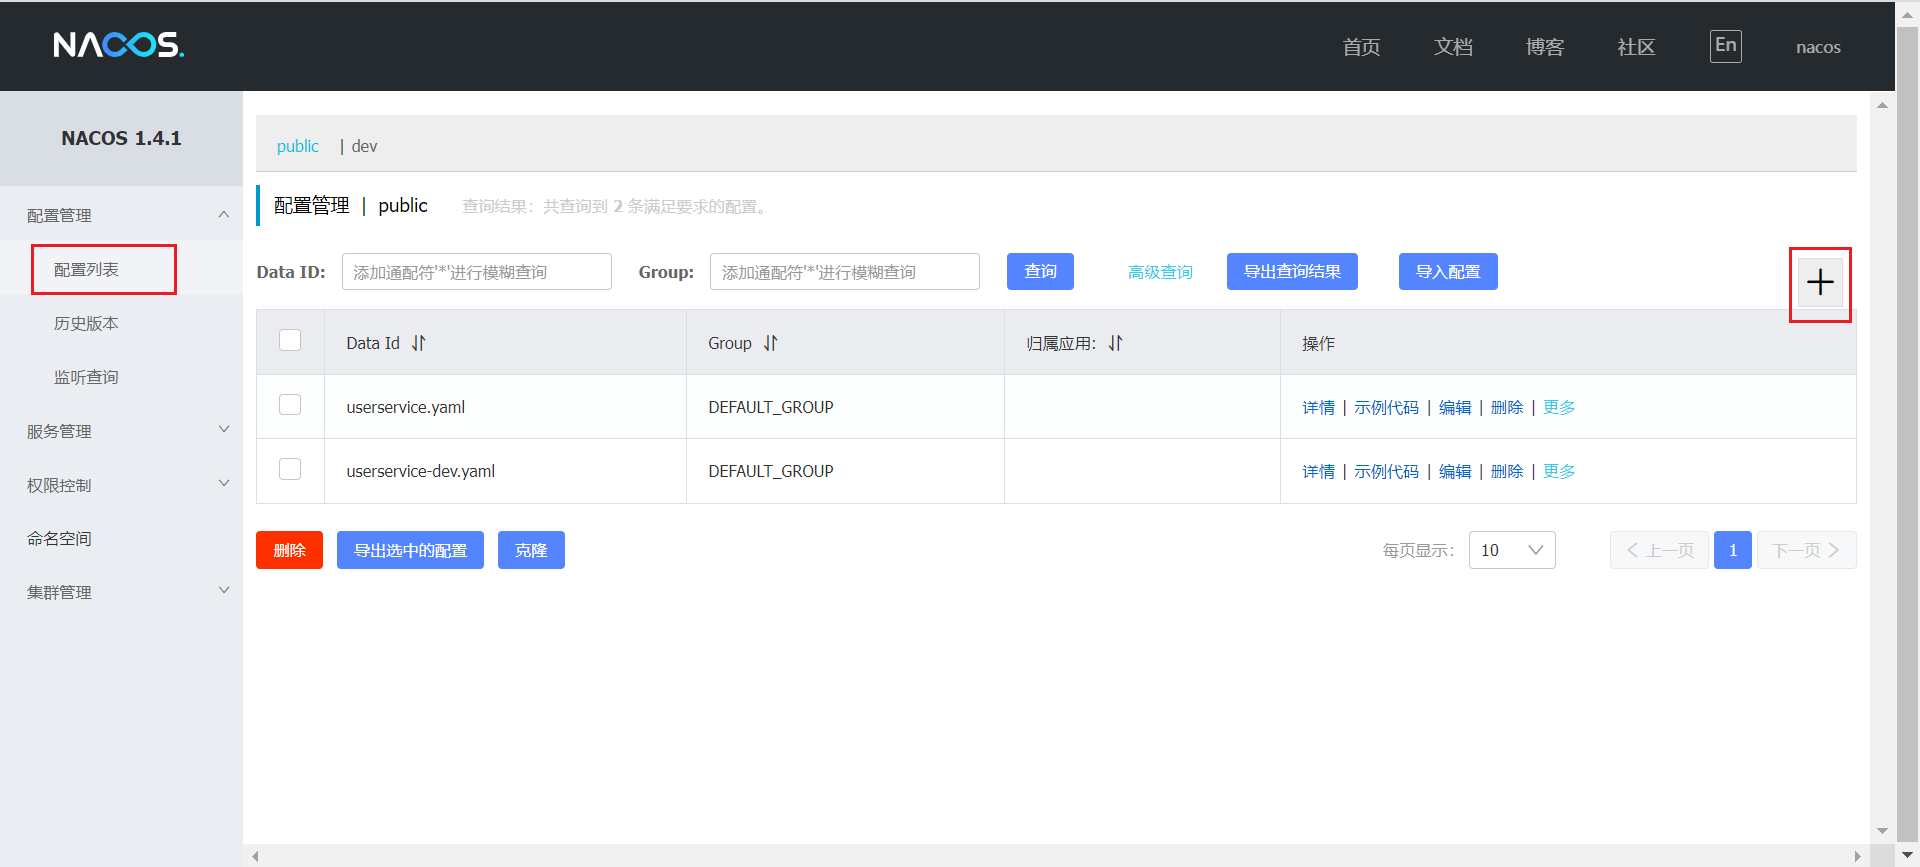 NACOS.
首页 文档 博客 社区 En nacos
NACOS 1.4.1
配置管理
配置列表
历史版本
监听查询
服务管理
权限控制
命名空间
集群管理
public | dev
配置管理 | public 查询结果：共查询到 2 条满足要求的配置。
Data ID: 添加通配符'*'进行模糊查询 Group: 添加通配符'*'进行模糊查询 查询 高级查询 导出查询结果 导入配置
Data Id Group 归属应用: 操作
userservice.yaml DEFAULT_GROUP 详情 | 示例代码 | 编辑 | 删除 | 更多
userservice-dev.yaml DEFAULT_GROUP 详情 | 示例代码 | 编辑 | 删除 | 更多
删除 导出选中的配置 克隆 每页显示: 10 上一页 1 下一页